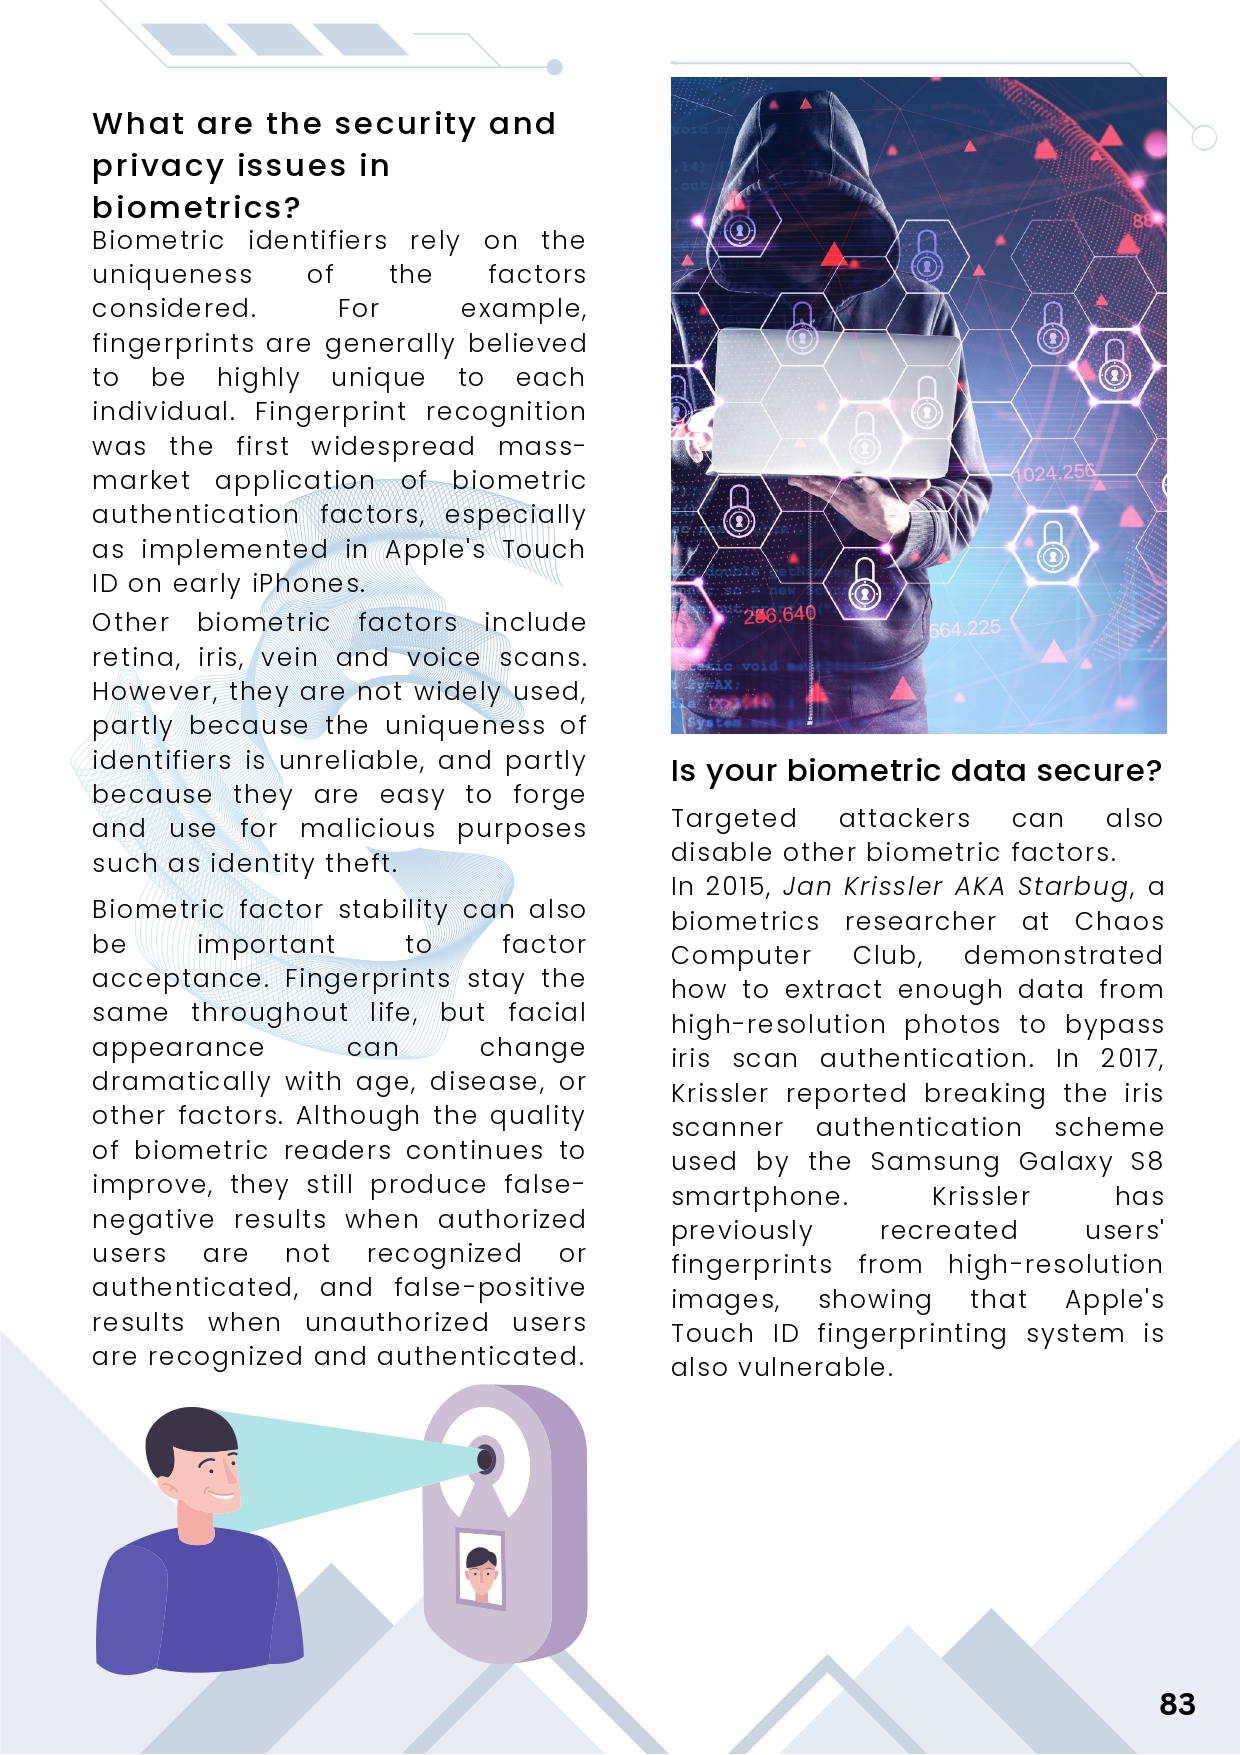 What are the security and
privacy issues in
biometrics?
Biometric identifiers rely on the
uniqueness of the factors
considered. For example,
fingerprints are generally believed
to be highly unique to each
individual. Fingerprint recognition
was the first widespread mass-
market application of biometric
authentication factors, especially
as implemented in Apple's Touch
ID on early iPhones.
Other biometric factors include
retina, iris, vein and voice scans.
However, they are not widely used,
partly because the uniqueness of
identifiers is unreliable, and partly
because they are easy to forge
and use for malicious purposes
such as identity theft.
Biometric factor stability can also
be important to factor
acceptance. Fingerprints stay the
same throughout life, but facial
appearance can change
dramatically with age, disease, or
other factors. Although the quality
of biometric readers continues to
improve, they still produce false-
negative results when authorized
users are not recognized or
authenticated, and false-positive
results when unauthorized users
are recognized and authenticated.
1024.256
256.640
564.225
Is your biometric data secure?
Targeted attackers can also
disable other biometric factors.
In 2015, Jan Krissler AKA Starbug, a
biometrics researcher at Chaos
Computer Club, demonstrated
how to extract enough data from
high-resolution photos to bypass
iris scan authentication. In 2017,
Krissler reported breaking the iris
scanner authentication scheme
used by the Samsung Galaxy S8
smartphone. Krissler has
previously recreated users'
fingerprints from high-resolution
images, showing that Apple's
Touch ID fingerprinting system is
also vulnerable.
83